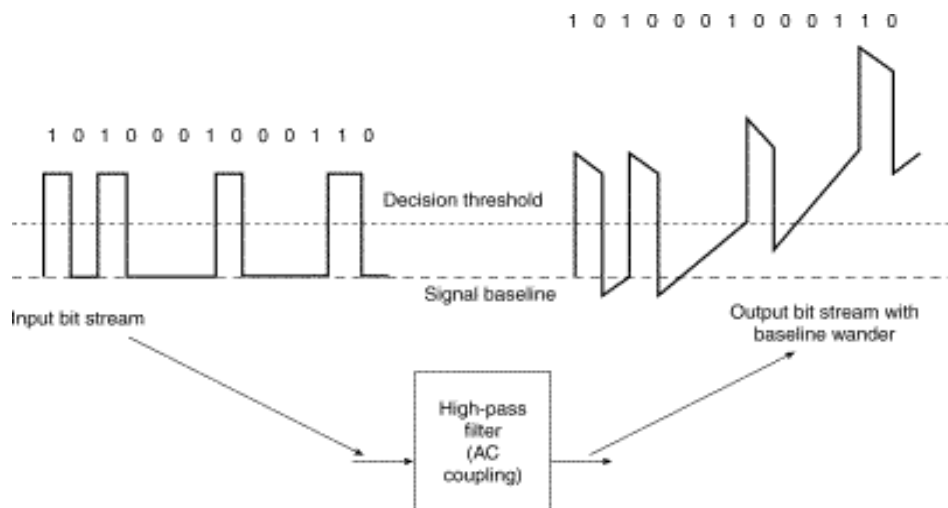 1 0 1 0 0 0 1 0 0 0 1 1 0
1 0 1 0 0 0 1 0 0 0 1 1 0
Decision threshold
Signal baseline
Input bit stream
Output bit stream with
baseline wander
High-pass
filter
(AC
coupling)